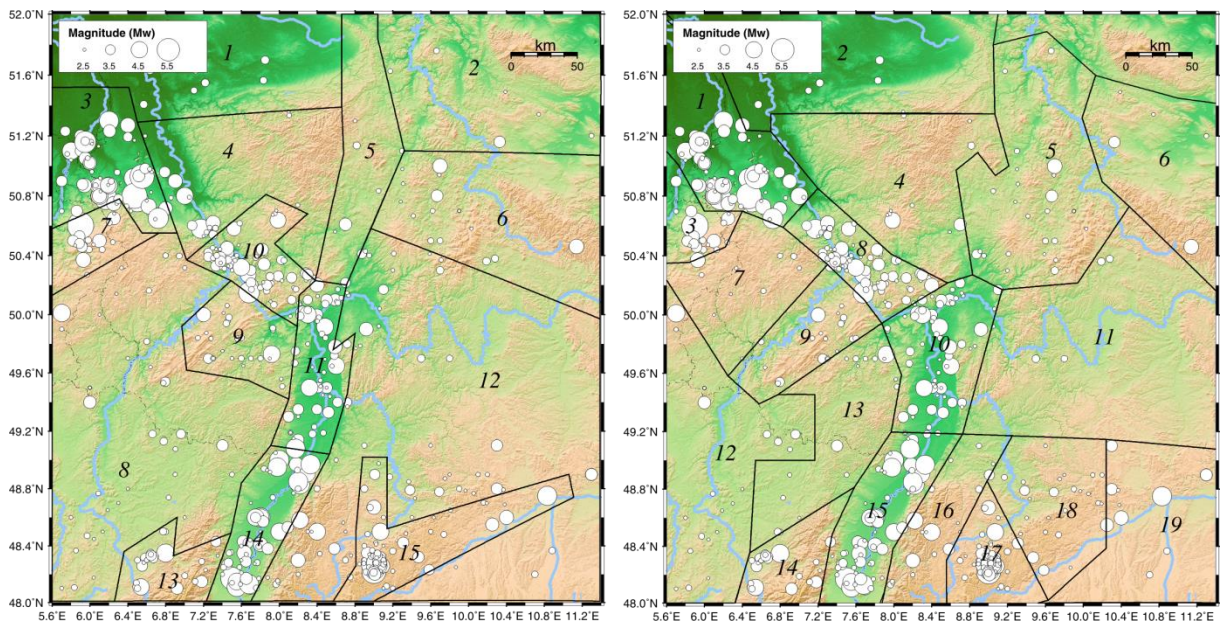 52.0°N
51.6°N
51.2°N
50.8°N
50.4°N
50.0°N
49.6°N
49.2°N
48.8°N
48.4°N
48.0°N
Magnitude (Mw)
2.5 3.5 4.5 5.5
km
0 50
1
2
3
4
5
6
7
8
9
10
11
12
13
14
15
5.6°E 6.0°E 6.4°E 6.8°E 7.2°E 7.6°E 8.0°E 8.4°E 8.8°E 9.2°E 9.6°E 10.0°E 10.4°E 10.8°E 11.2°E
52.0°N
51.6°N
51.2°N
50.8°N
50.4°N
50.0°N
49.6°N
49.2°N
48.8°N
48.4°N
48.0°N
Magnitude (Mw)
2.5 3.5 4.5 5.5
km
0 50
1
2
3
4
5
6
7
8
9
10
11
12
13
14
15
16
17
18
19
5.6°E 6.0°E 6.4°E 6.8°E 7.2°E 7.6°E 8.0°E 8.4°E 8.8°E 9.2°E 9.6°E 10.0°E 10.4°E 10.8°E 11.2°E